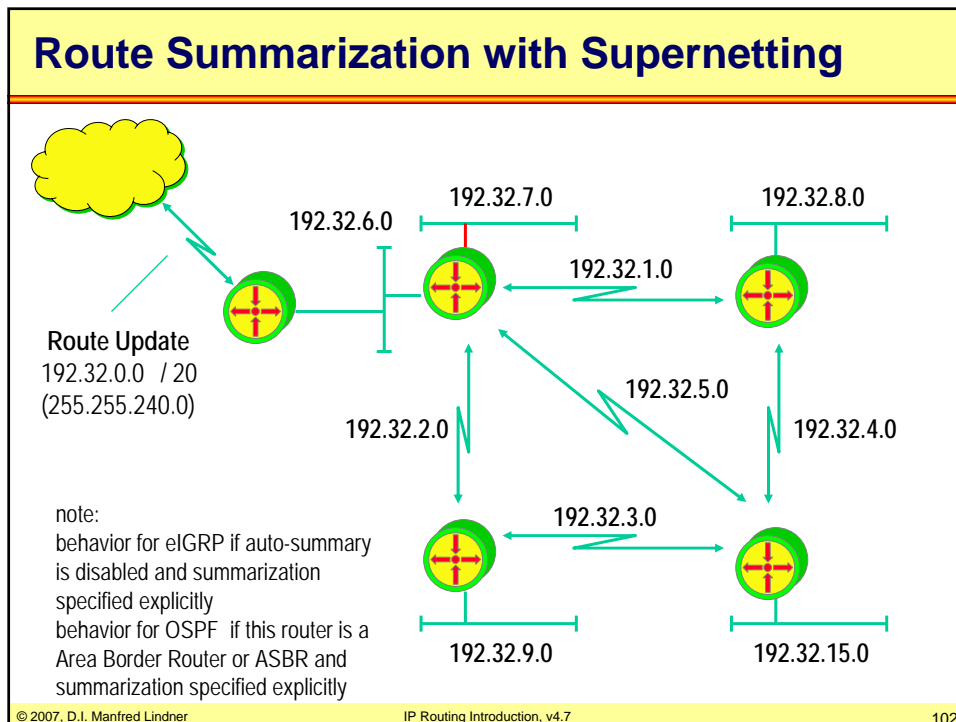 Route Summarization with Supernetting
192.32.6.0
192.32.7.0
192.32.8.0
192.32.1.0
Route Update
192.32.0.0 / 20
(255.255.240.0)
192.32.2.0
192.32.5.0
192.32.4.0
note:
behavior for eIGRP if auto-summary
is disabled and summarization
specified explicitly
behavior for OSPF if this router is a
Area Border Router or ASBR and
summarization specified explicitly
192.32.3.0
192.32.9.0
192.32.15.0
© 2007, D.I. Manfred Lindner
IP Routing Introduction, v4.7
102